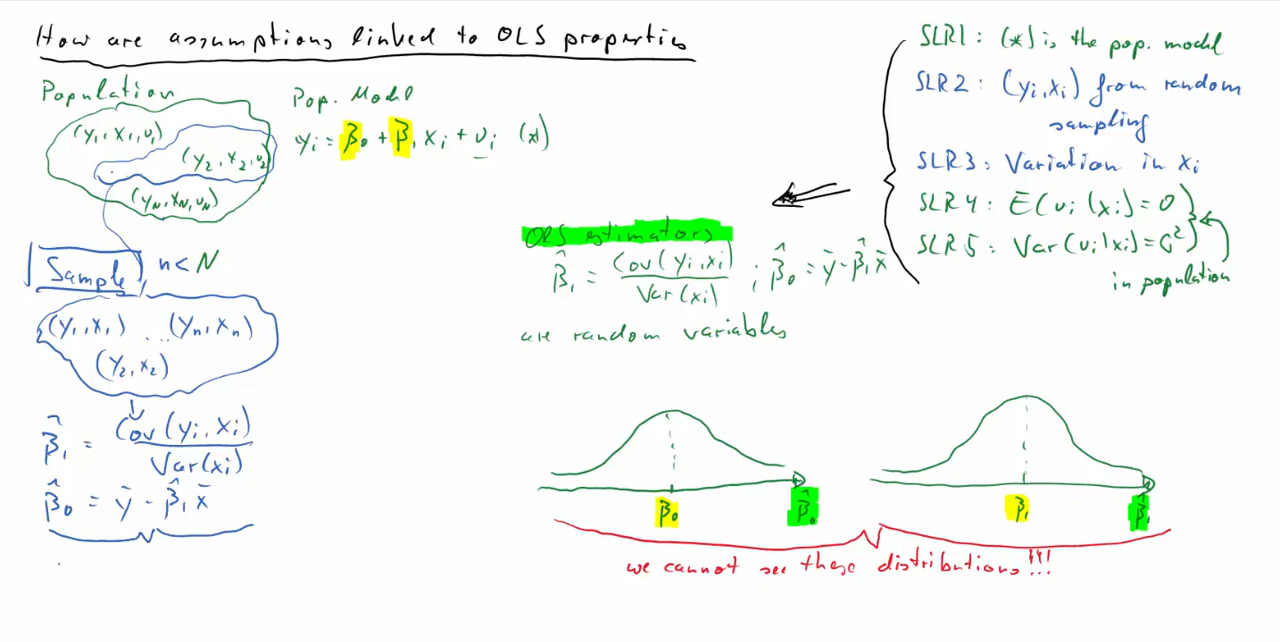 How are assumptions linked to OLS properties
Population
(y₁, x₁, u₁)
(y₂, x₂, u₂)
(y_N, x_N, u_N)
Pop. Model
yᵢ = β₀ + β₁ xᵢ + uᵢ (*)
Sample, n < N
(y₁, x₁) ... (yₙ, xₙ)
(y₂, x₂)
β̂₁ = Cov(yᵢ, xᵢ) / Var(xᵢ)
β̂₀ = ȳ - β̂₁ x̄
OLS estimators
β̂₁ = Cov(yᵢ, xᵢ) / Var(xᵢ) ; β̂₀ = ȳ - β̂₁ x̄
are random variables
SLR1: (*) is the pop. model
SLR2: (yᵢ, xᵢ) from random
sampling
SLR3: Variation in xᵢ
SLR4: E(uᵢ|xᵢ) = 0
SLR5: Var(uᵢ|xᵢ) = σ²
in population
β₀ β̂₀
β₁ β̂₁
we cannot see these distributions!!!